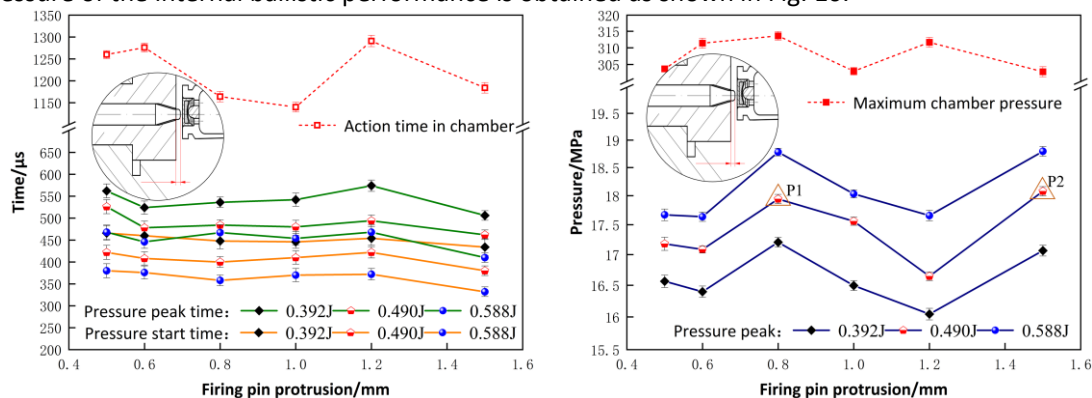 essure of the internal ballistic performance is obtained as shown in Fig. 10.
1350
1300
1250
1200
1150
650
600
550
500
450
400
350
300
250
200
Time/μs
Action time in chamber
Pressure peak time： 0.392J 0.490J 0.588J
Pressure start time： 0.392J 0.490J 0.588J
0.4 0.6 0.8 1.0 1.2 1.4 1.6
Firing pin protrusion/mm
320
315
310
305
19.5
19
18.5
18
17.5
17
16.5
16
15.5
Pressure/MPa
Maximum chamber pressure
P1
P2
Pressure peak： 0.392J 0.490J 0.588J
0.4 0.6 0.8 1.0 1.2 1.4 1.6
Firing pin protrusion/mm